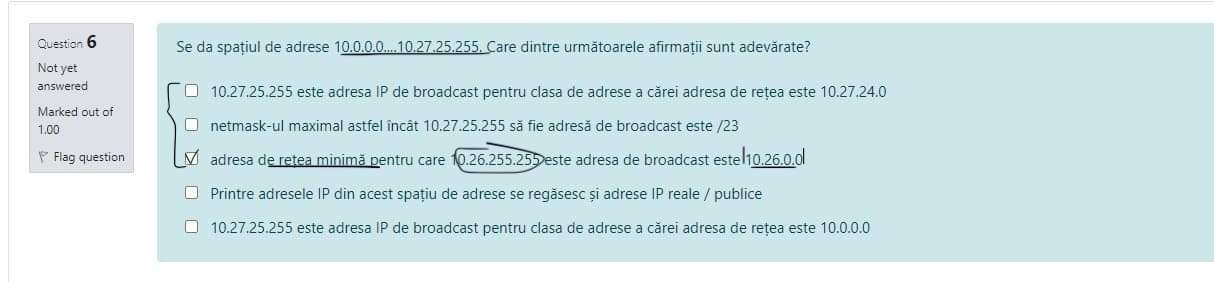 Question 6
Not yet
answered
Marked out of
1.00
Flag question
Se da spațiul de adrese 10.0.0.0....10.27.25.255. Care dintre următoarele afirmații sunt adevărate?
10.27.25.255 este adresa IP de broadcast pentru clasa de adrese a cărei adresa de rețea este 10.27.24.0
netmask-ul maximal astfel încât 10.27.25.255 să fie adresă de broadcast este /23
adresa de rețea minimă pentru care 10.26.255.255 este adresa de broadcast este 10.26.0.0
Printre adresele IP din acest spațiu de adrese se regăsesc și adrese IP reale / publice
10.27.25.255 este adresa IP de broadcast pentru clasa de adrese a cărei adresa de rețea este 10.0.0.0